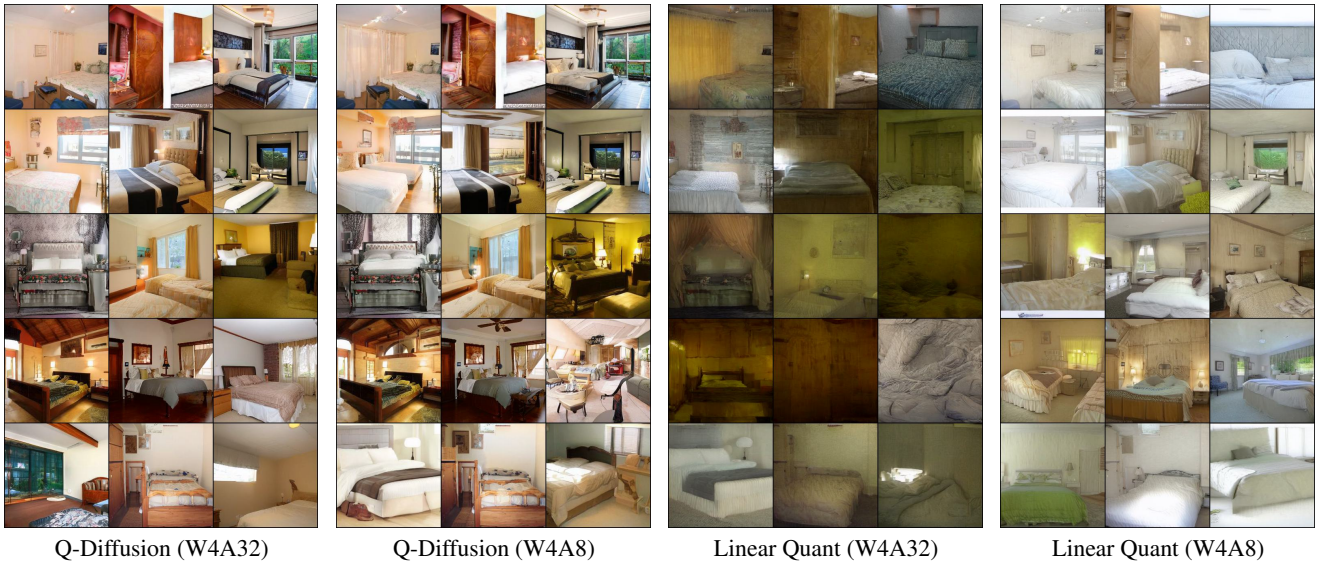 Q-Diffusion (W4A32)
Q-Diffusion (W4A8)
Linear Quant (W4A32)
Linear Quant (W4A8)